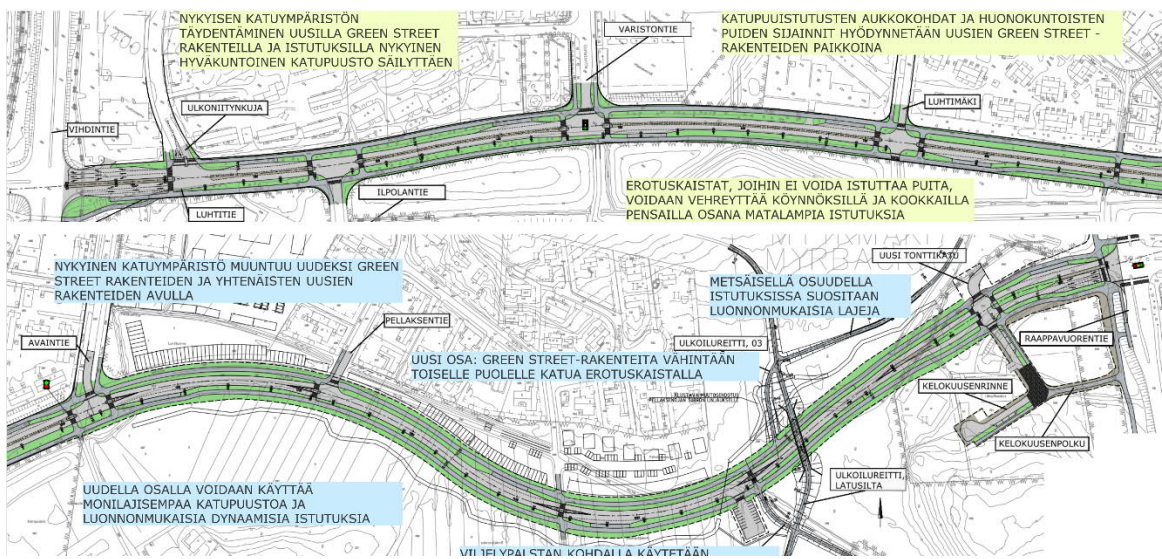 NYKYISEN KATUYMPÄRISTÖN
TÄYDENTÄMINEN UUSILLA GREEN STREET
RAKENTEILLA JA ISTUTUKSILLA NYKYINEN
HYVÄKUNTOINEN KATUPUUSTO SÄILYTTÄEN
VARISTONTIE
KATUPUUISTUTUSTEN AUKKOKOHDAT JA HUONOKUNTOISTEN
PUIDEN SIJAINNIT HYÖDYNNETÄÄN UUSIEN GREEN STREET -
RAKENTEIDEN PAIKKOINA
ULKONIITYNKUJA
LUHTIMÄKI
VIHDINTIE
ILPOLANTIE
LUHTITIE
EROTUSKAISTAT, JOIHIN EI VOIDA ISTUTTAA PUITA,
VOIDAAN VEHREYTTÄÄ KÖYNNÖKSILLÄ JA KOOKKAILLA
PENSAILLA OSANA MATALAMPIA ISTUTUKSIA
NYKYINEN KATUYMPÄRISTÖ MUUNTUU UUDEKSI GREEN
STREET RAKENTEIDEN JA YHTENÄISTEN UUSIEN
RAKENTEIDEN AVULLA
UUSI TONTTIKATU
METSÄISELLÄ OSUUDELLA
ISTUTUKSISSA SUOSITAAN
LUONNONMUKAISIA LAJEJA
PELLAKSENTIE
AVAINTIE
ULKOILUREITTI, 03
RAAPPAVUORENTIE
UUSI OSA: GREEN STREET-RAKENTEITA VÄHINTÄÄN
TOISELLE PUOLELLE KATUA EROTUSKAISTALLA
KELOKUUSENRINNE
KELOKUUSENPOLKU
ULKOILUREITTI,
LATUSILTA
UUDELLA OSALLA VOIDAAN KÄYTTÄÄ
MONILAJISEMPAA KATUPUUSTOA JA
LUONNONMUKAISIA DYNAAMISIA ISTUTUKSIA
VILJELYPALSTAN KOHDALLA KÄYTETÄÄN